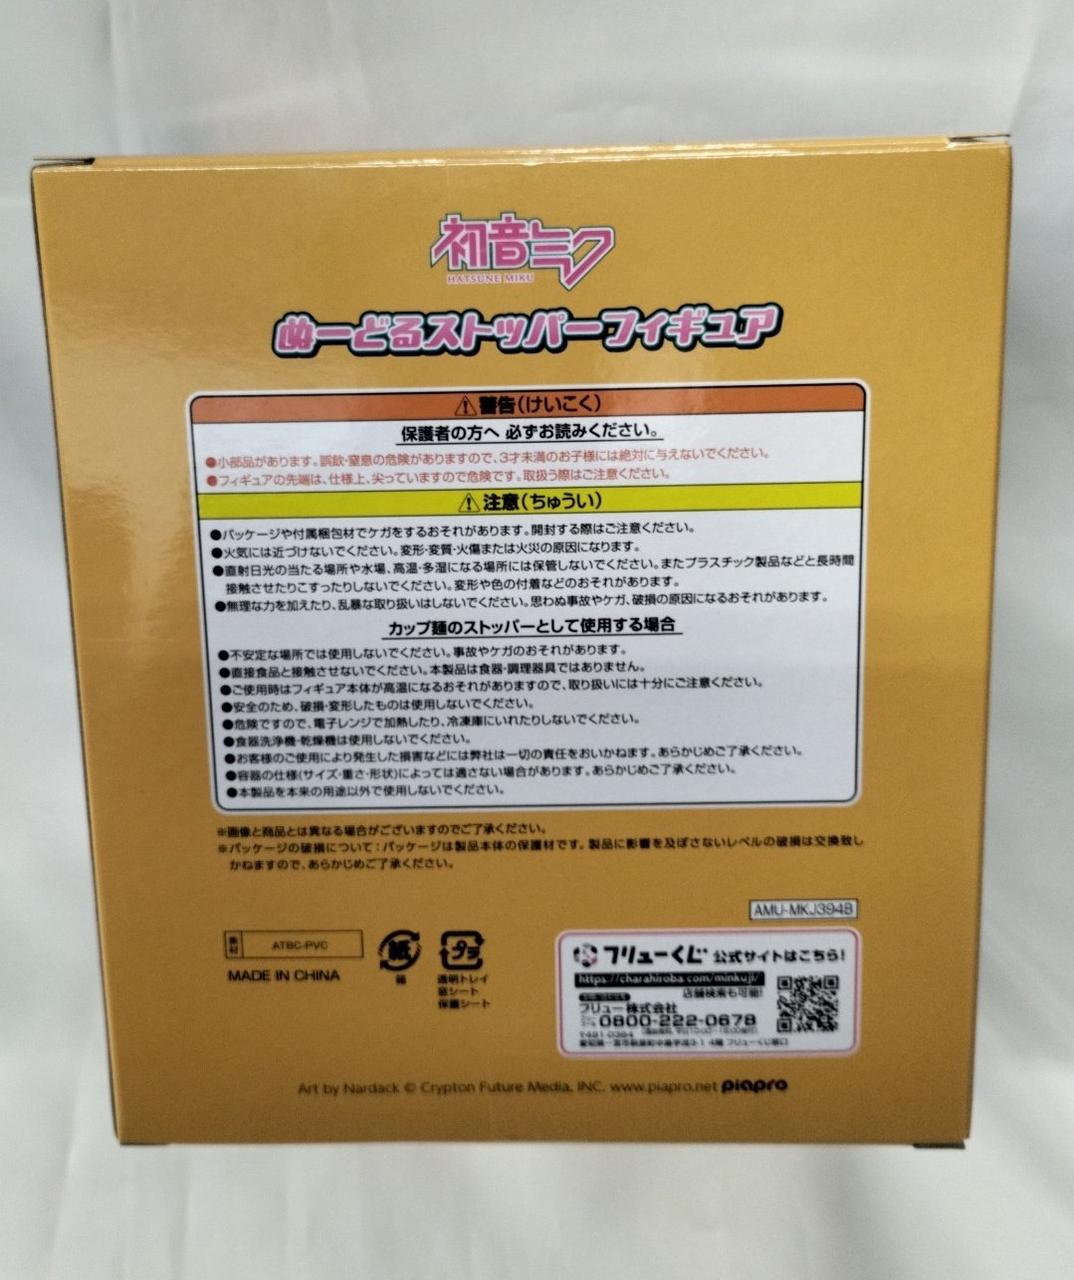 初音ミク
HATSUNE MIKU
ぬーどるストッパーフィギュア
⚠警告(けいこく)
保護者の方へ 必ずお読みください。
●小部品があります。誤飲・窒息の危険がありますので、3才未満のお子様には絶対に与えないでください。
●フィギュアの先端は、仕様上、尖っていますので危険です。取扱う際はご注意ください。
⚠注意(ちゅうい)
●パッケージや付属梱包材でケガをするおそれがあります。開封する際はご注意ください。
●火気には近づけないでください。変形・変質・火傷または火災の原因になります。
●直射日光の当たる場所や水場、高温・多湿になる場所には保管しないでください。またプラスチック製品などと長時間
接触させたりこすったりしないでください。変形や色の付着などのおそれがあります。
●無理な力を加えたり、乱暴な取り扱いはしないでください。思わぬ事故やケガ、破損の原因になるおそれがあります。
カップ麺のストッパーとして使用する場合
●不安定な場所では使用しないでください。事故やケガのおそれがあります。
●直接食品と接触させないでください。本製品は食器・調理器具ではありません。
●ご使用時はフィギュア本体が高温になるおそれがありますので、取り扱いには十分にご注意ください。
●安全のため、破損・変形したものは使用しないでください。
●危険ですので、電子レンジで加熱したり、冷凍庫にいれたりしないでください。
●食器洗浄機・乾燥機は使用しないでください。
●お客様のご使用により発生した損害などには弊社は一切の責任をおいかねます。あらかじめご了承ください。
●容器の仕様(サイズ・重さ・形状)によっては適さない場合があります。あらかじめご了承ください。
●本製品を本来の用途以外で使用しないでください。
※画像と商品とは異なる場合がございますのでご了承ください。
※パッケージの破損について：パッケージは製品本体の保護材です。製品に影響を及ぼさないレベルの破損は交換致し
かねますので、あらかじめご了承ください。
AMU-MKJ3948
素材 ATBC-PVC
MADE IN CHINA
紙
箱
プラ
透明トレイ
窓シート
保護シート
フリューくじ 公式サイトはこちら!
https://charahiroba.com/minkuji/
店舗検索も可能!
フリュー株式会社
0800-222-0678
〒491-0364
Art by Nardack © Crypton Future Media, INC. www.piapro.net piapro